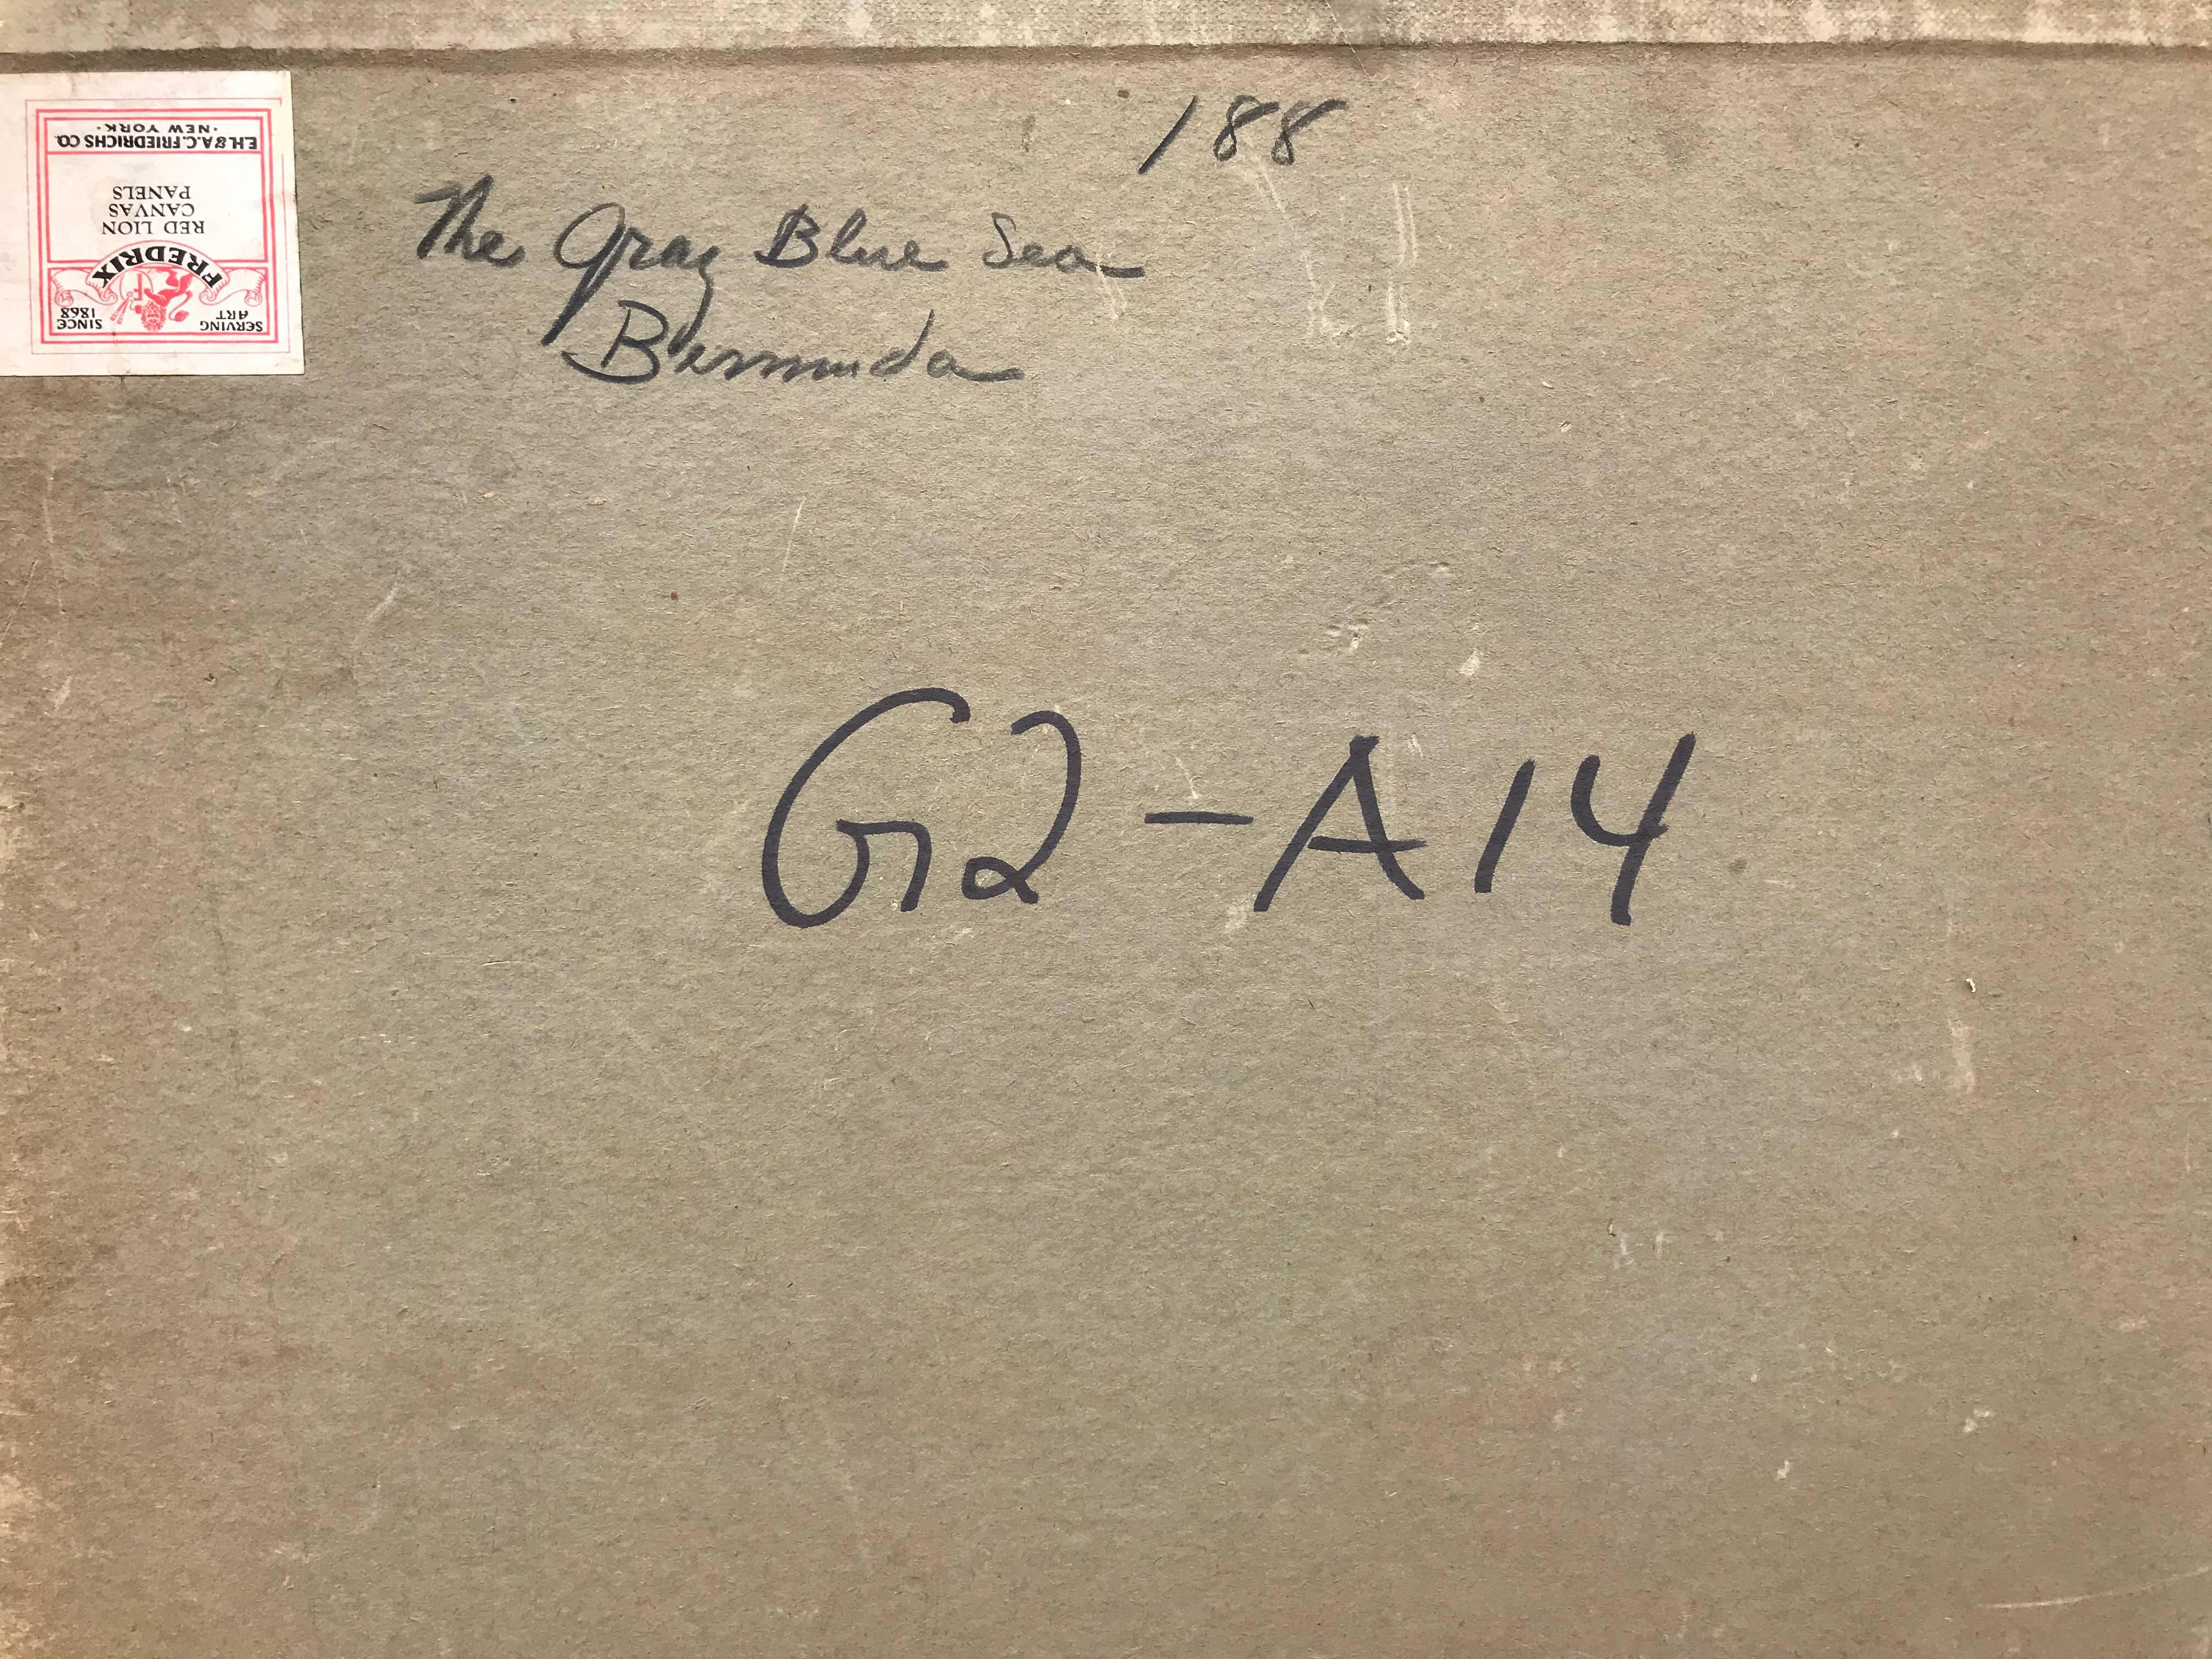 188
The Gray Blue Sea
Bermuda
G2-A14
SERVING ART
SINCE 1868
FREDRIX
RED LION
CANVAS
PANELS
E.H.&A.C.FRIEDRICHS CO.
·NEW YORK·